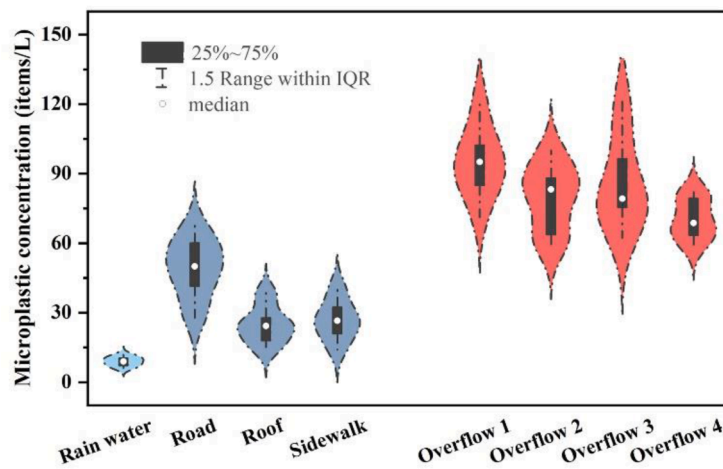 Microplastic concentration (items/L)
150
120
90
60
30
0
25%~75%
1.5 Range within IQR
median
Rain water
Road
Roof
Sidewalk
Overflow 1
Overflow 2
Overflow 3
Overflow 4